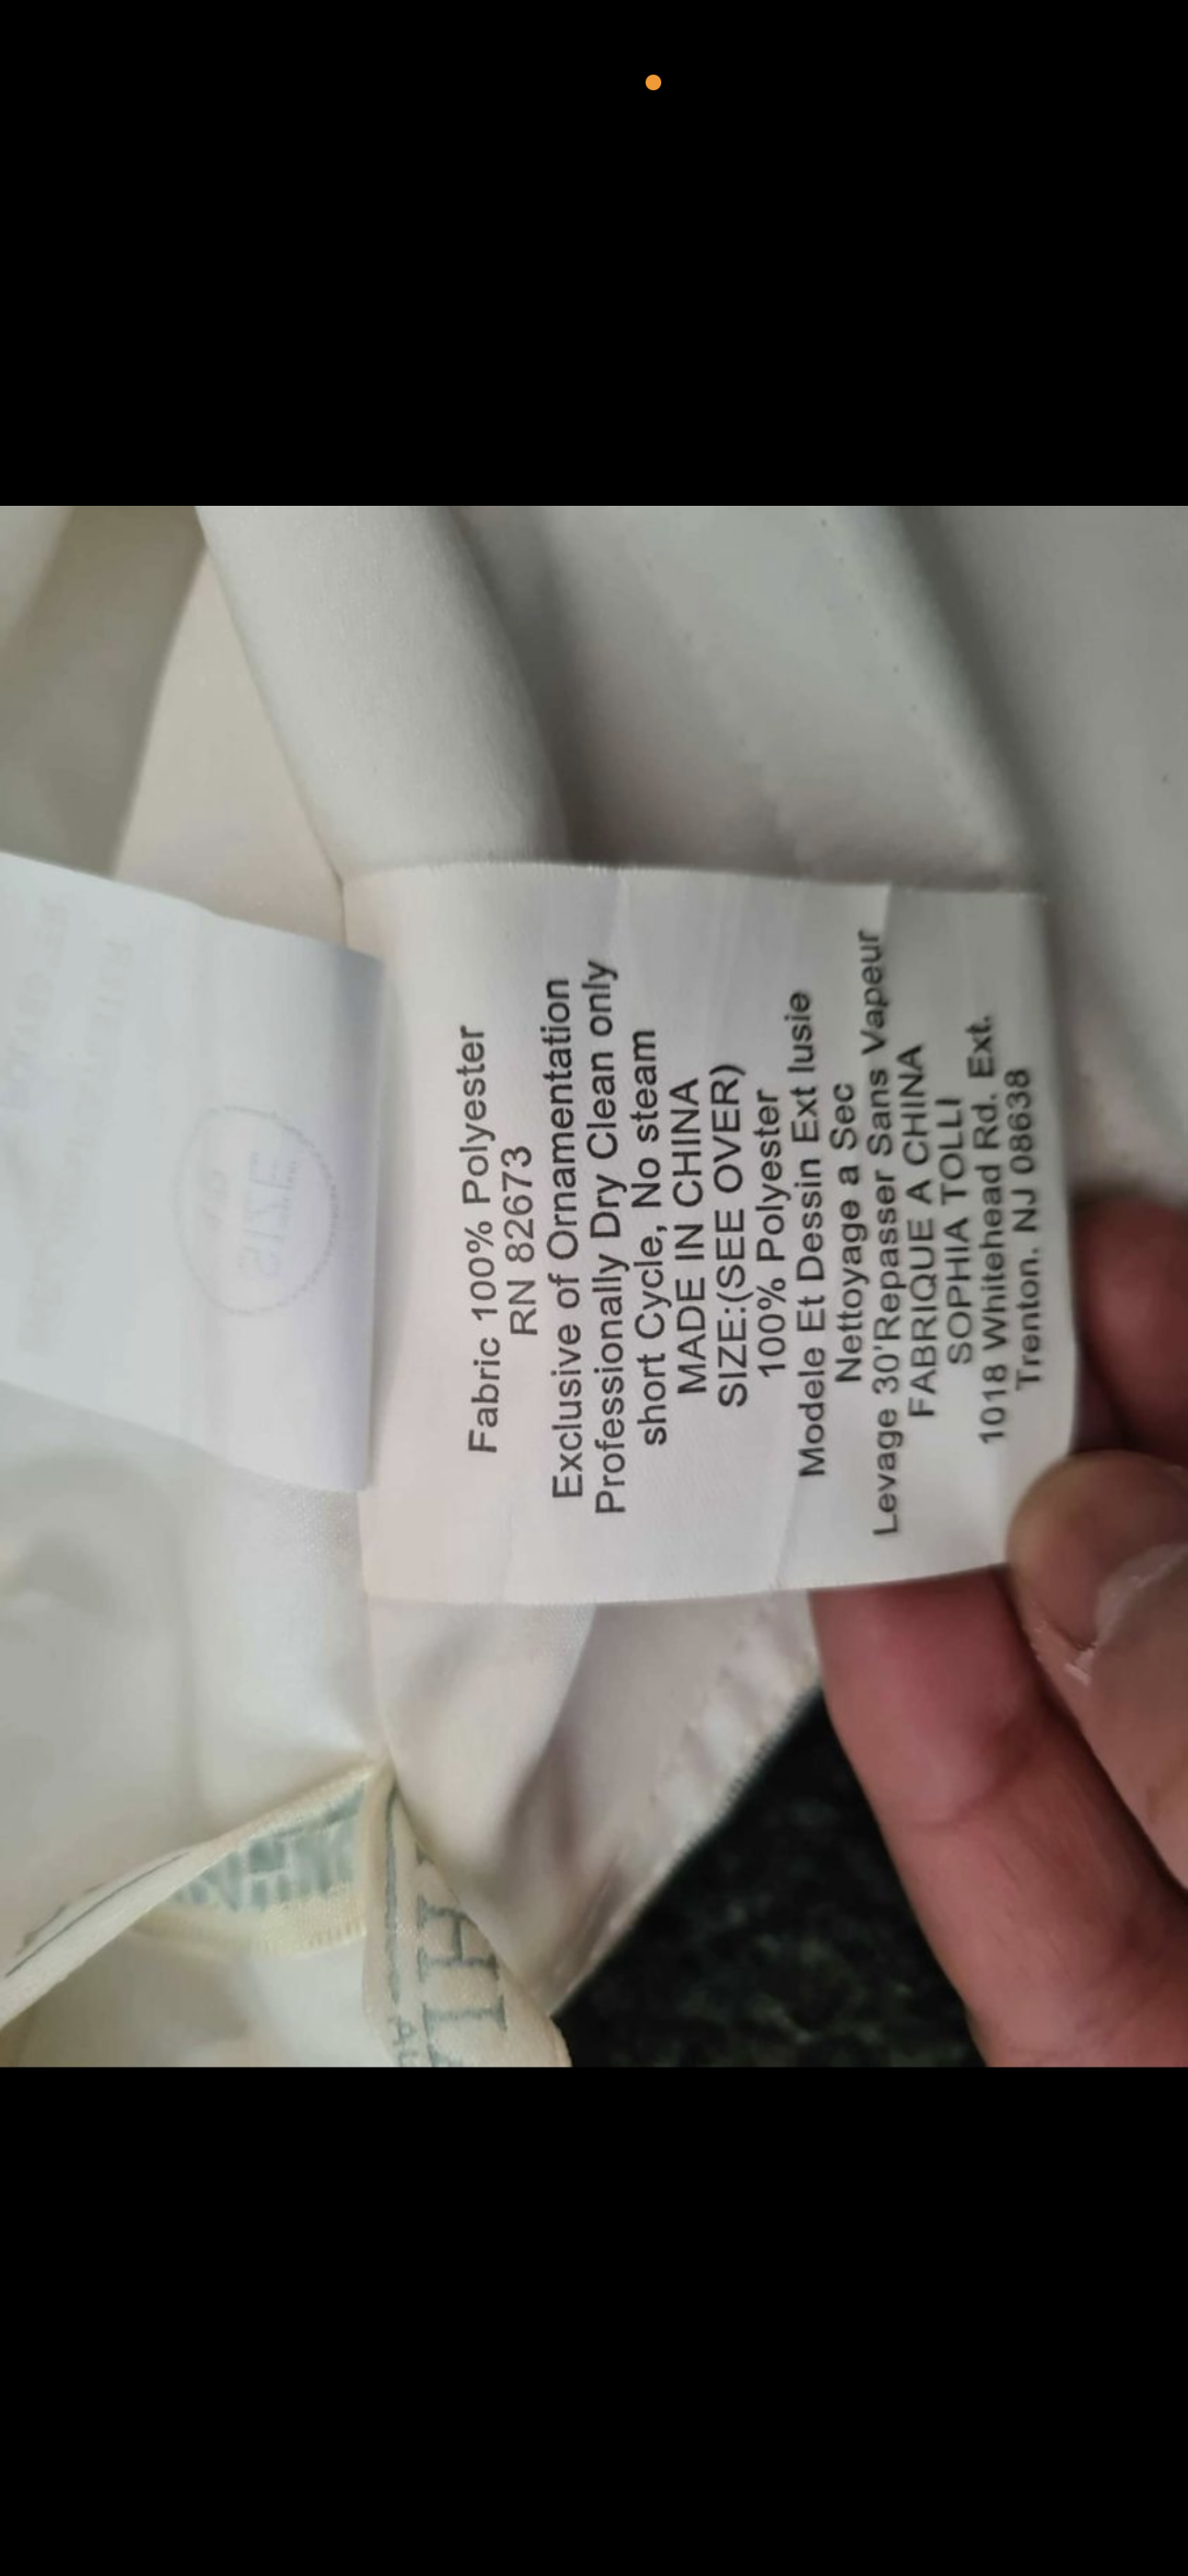 Fabric 100% Polyester
RN 82673
Exclusive of Ornamentation
Professionally Dry Clean only
short Cycle, No steam
MADE IN CHINA
SIZE:(SEE OVER)
100% Polyester
Modele Et Dessin Ext lusie
Nettoyage a Sec
Levage 30'Repasser Sans Vapeur
FABRIQUE A CHINA
SOPHIA TOLLI
1018 Whitehead Rd. Ext.
Trenton. NJ 08638
SIZE